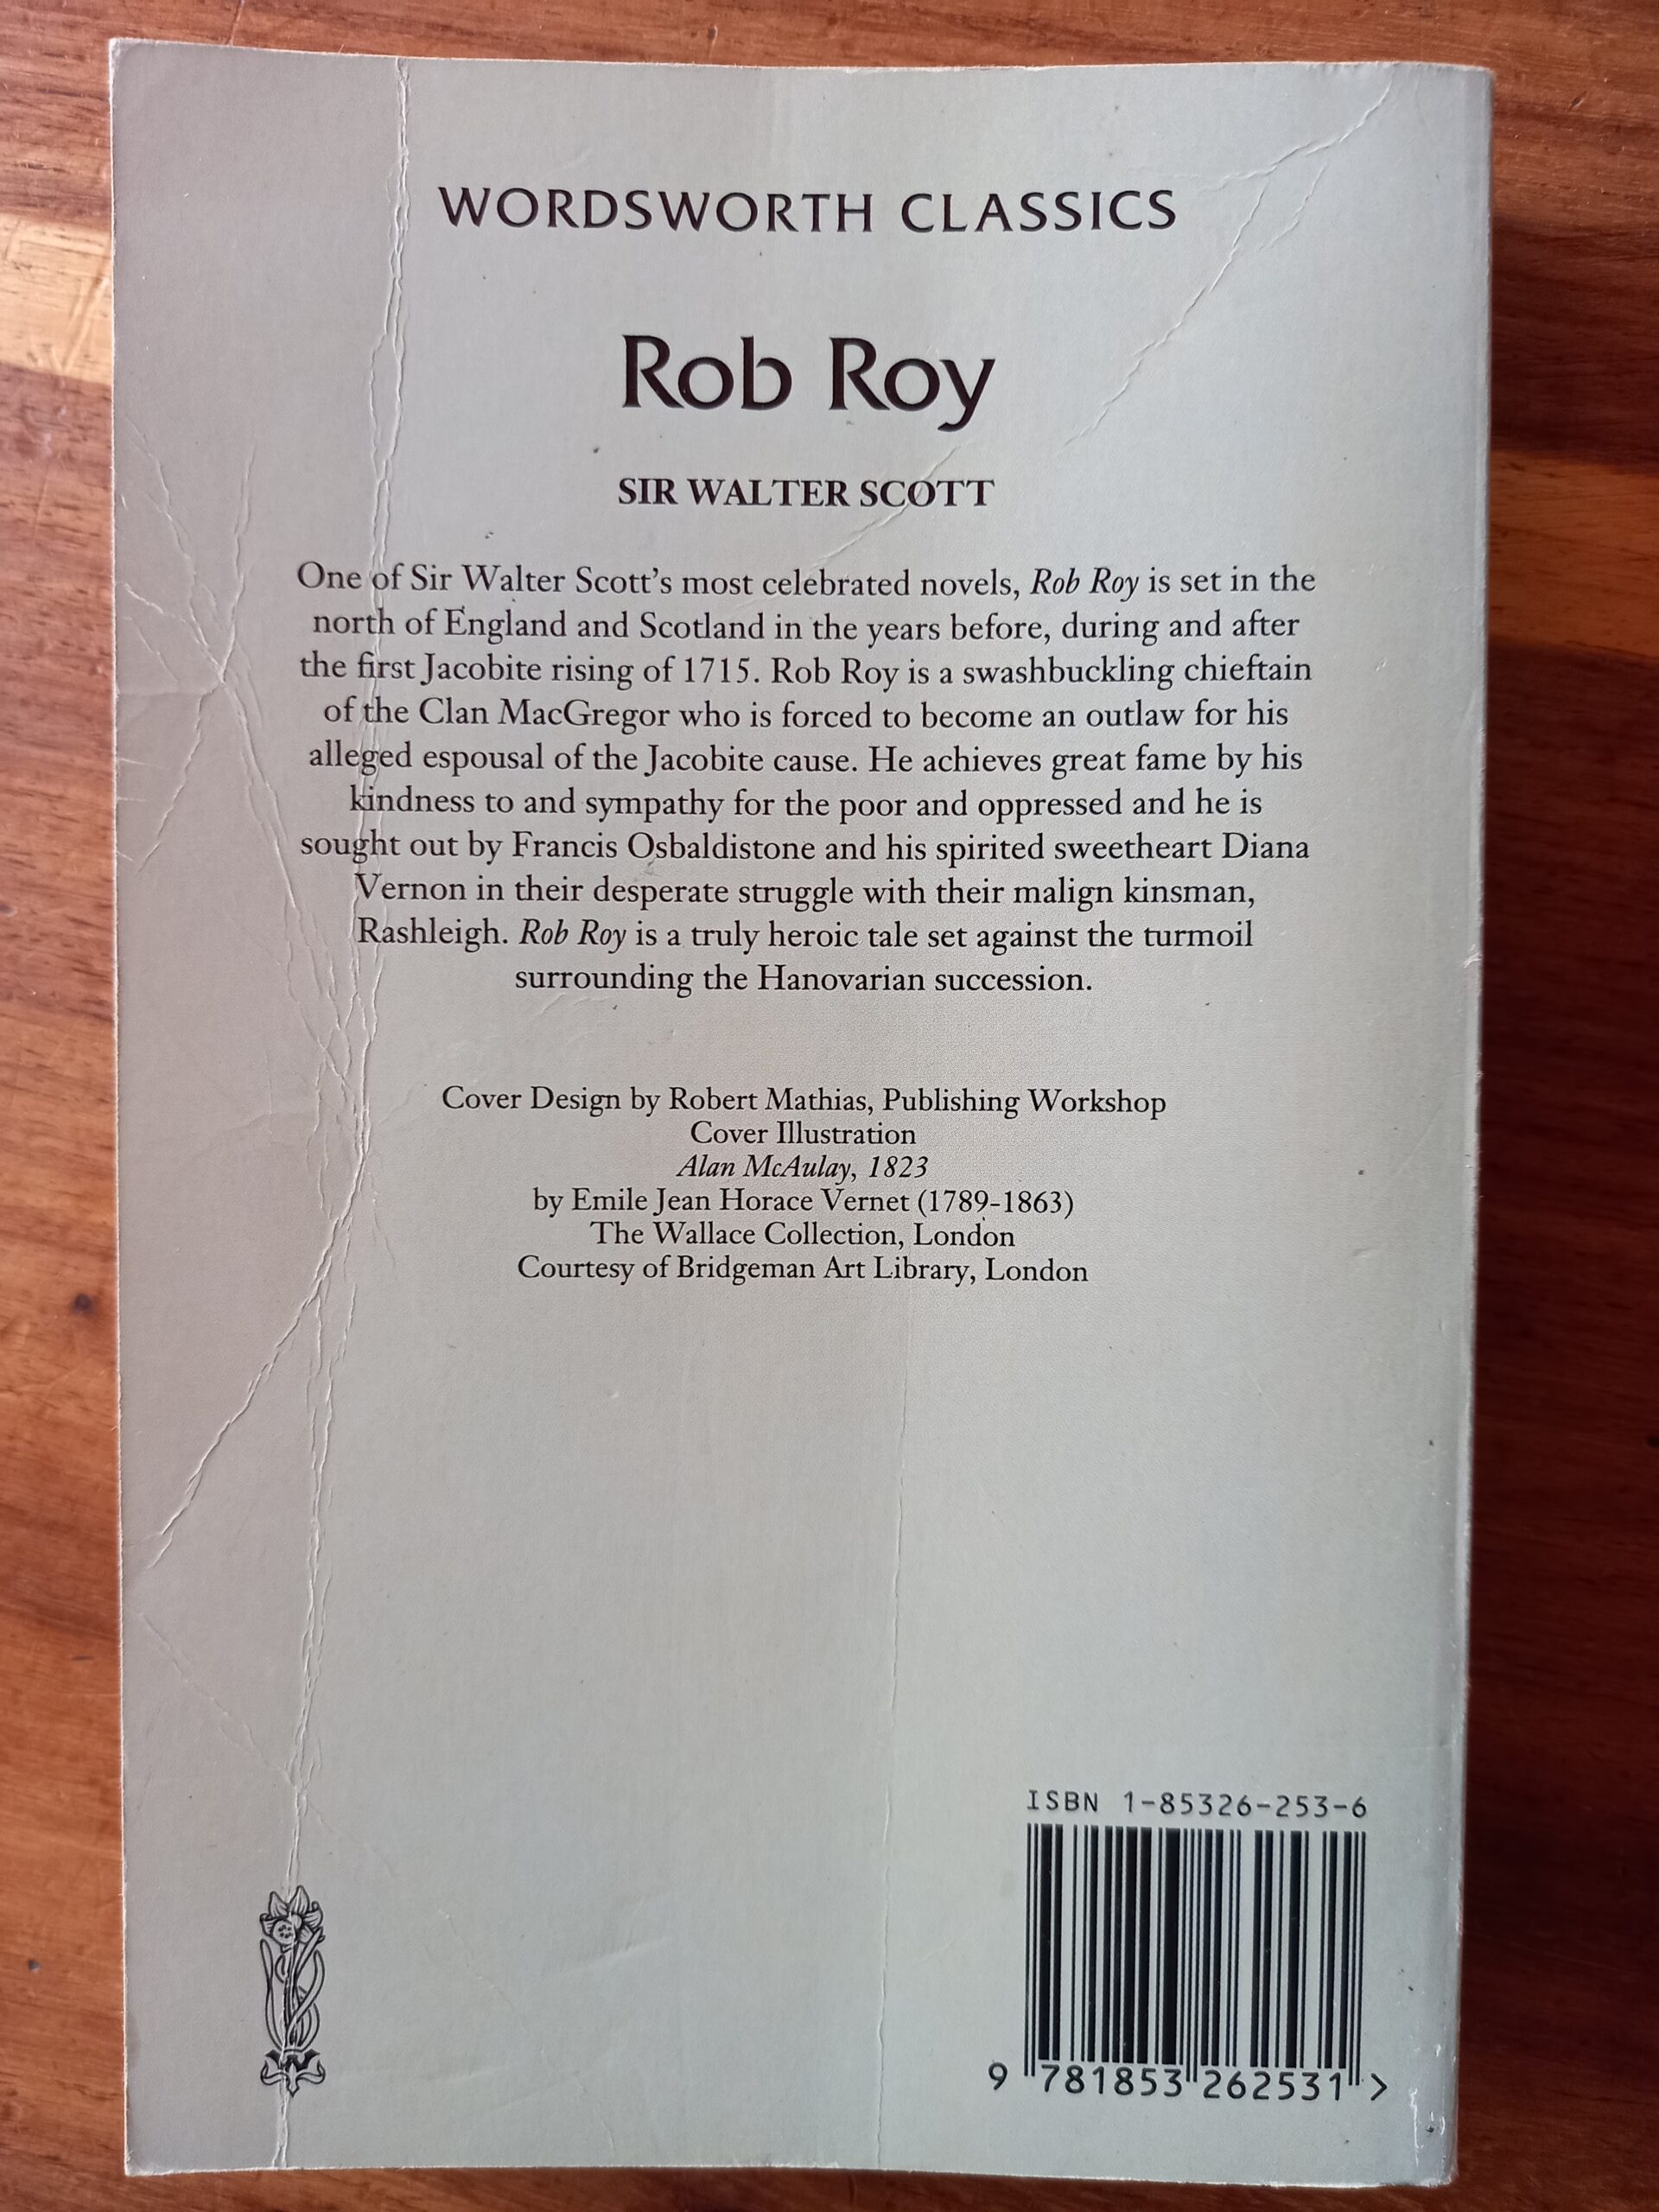 WORDSWORTH CLASSICS
Rob Roy
SIR WALTER SCOTT
One of Sir Walter Scott's most celebrated novels, Rob Roy is set in the
north of England and Scotland in the years before, during and after
the first Jacobite rising of 1715. Rob Roy is a swashbuckling chieftain
of the Clan MacGregor who is forced to become an outlaw for his
alleged espousal of the Jacobite cause. He achieves great fame by his
kindness to and sympathy for the poor and oppressed and he is
sought out by Francis Osbaldistone and his spirited sweetheart Diana
Vernon in their desperate struggle with their malign kinsman,
Rashleigh. Rob Roy is a truly heroic tale set against the turmoil
surrounding the Hanovarian succession.
Cover Design by Robert Mathias, Publishing Workshop
Cover Illustration
Alan McAulay, 1823
by Emile Jean Horace Vernet (1789-1863)
The Wallace Collection, London
Courtesy of Bridgeman Art Library, London
ISBN 1-85326-253-6
9 781853 262531 >